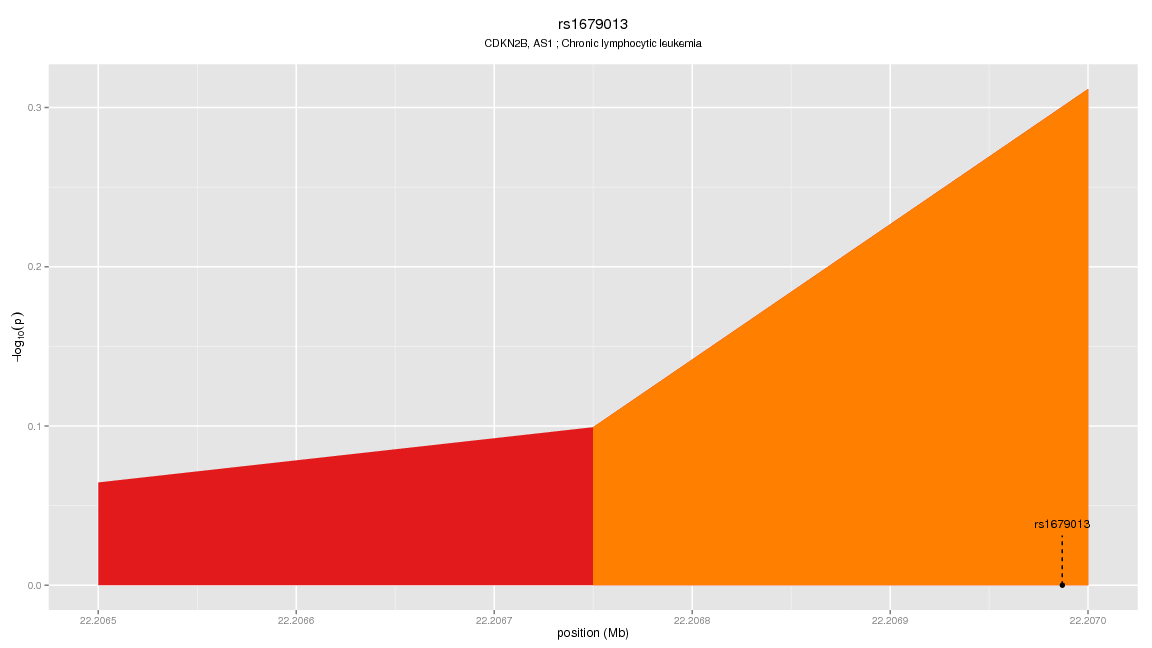 rs1679013
CDKN2B, AS1 ; Chronic lymphocytic leukemia
0.3
0.2
0.1
0.0
−log10(p)
rs1679013
22.2065 22.2066 22.2067 22.2068 22.2069 22.2070
position (Mb)